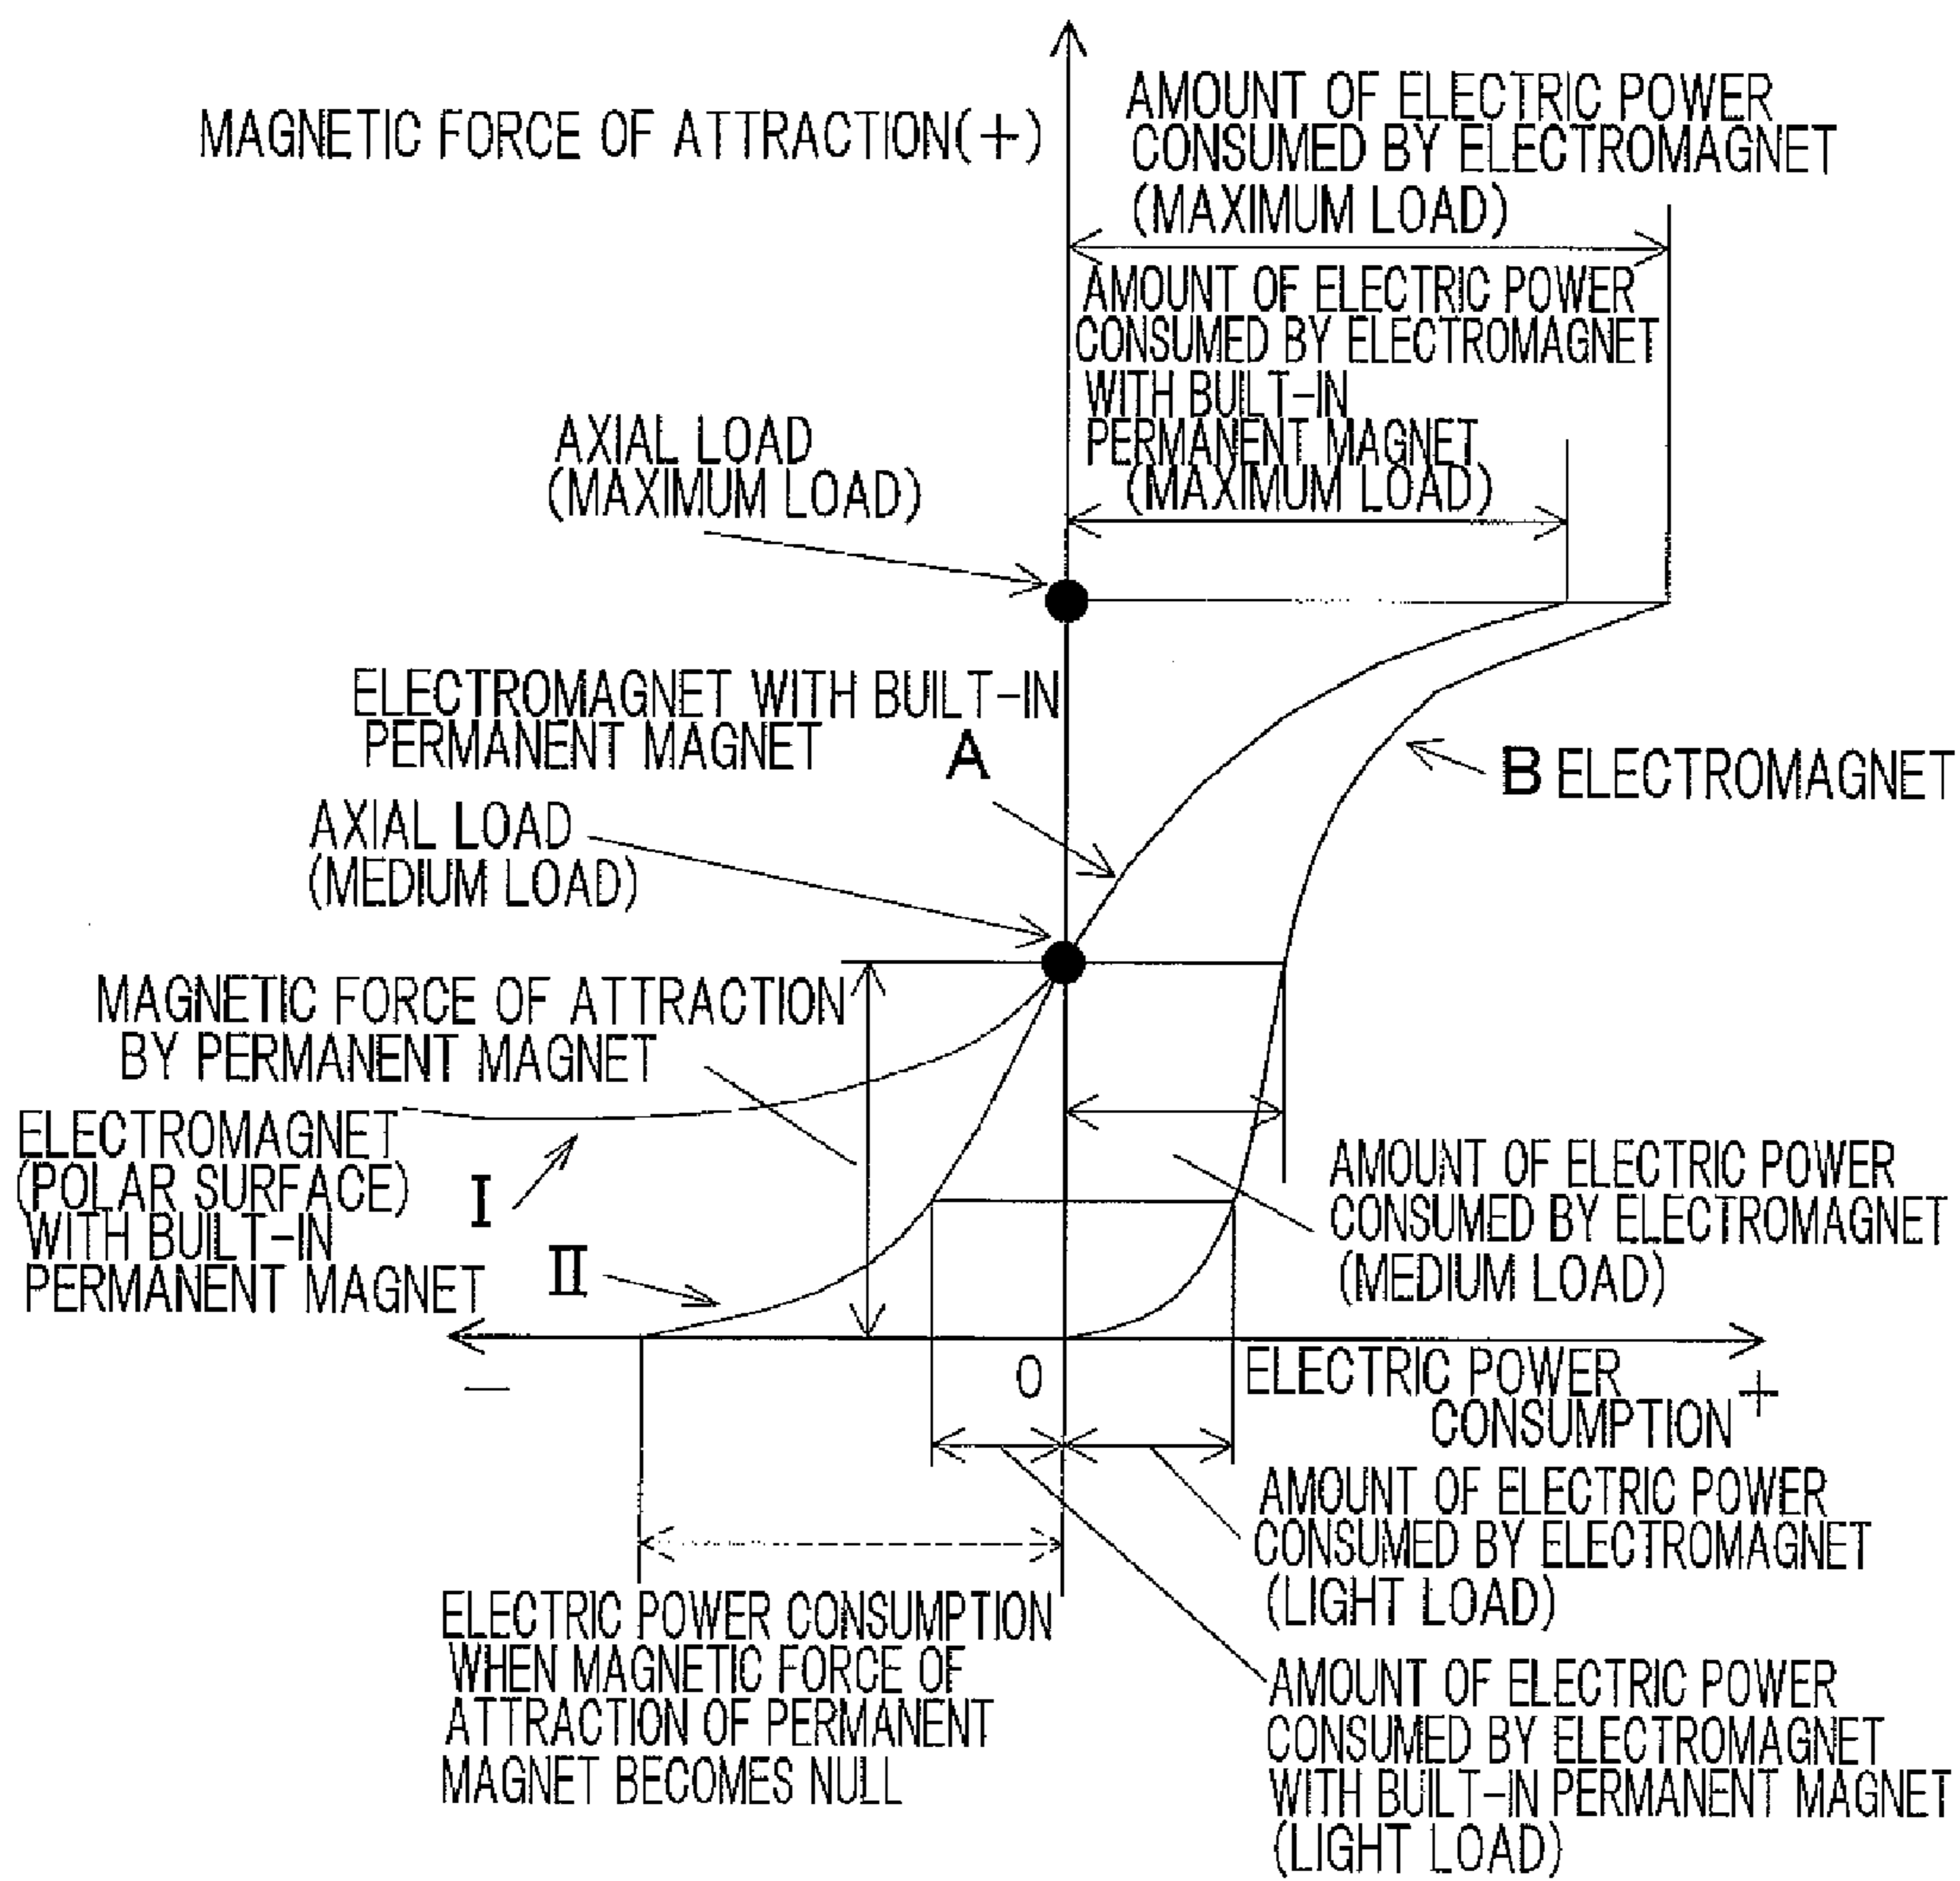 MAGNETIC FORCE OF ATTRACTION(+)
AMOUNT OF ELECTRIC POWER
CONSUMED BY ELECTROMAGNET
(MAXIMUM LOAD)
AMOUNT OF ELECTRIC POWER
CONSUMED BY ELECTROMAGNET
WITH BUILT-IN
PERMANENT MAGNET
(MAXIMUM LOAD)
AXIAL LOAD
(MAXIMUM LOAD)
ELECTROMAGNET WITH BUILT-IN
PERMANENT MAGNET
A
B ELECTROMAGNET
AXIAL LOAD
(MEDIUM LOAD)
MAGNETIC FORCE OF ATTRACTION
BY PERMANENT MAGNET
ELECTROMAGNET
(POLAR SURFACE)
WITH BUILT-IN
PERMANENT MAGNET
I
II
AMOUNT OF ELECTRIC POWER
CONSUMED BY ELECTROMAGNET
(MEDIUM LOAD)
—
0
ELECTRIC POWER
CONSUMPTION
+
AMOUNT OF ELECTRIC POWER
CONSUMED BY ELECTROMAGNET
(LIGHT LOAD)
ELECTRIC POWER CONSUMPTION
WHEN MAGNETIC FORCE OF
ATTRACTION OF PERMANENT
MAGNET BECOMES NULL
AMOUNT OF ELECTRIC POWER
CONSUMED BY ELECTROMAGNET
WITH BUILT-IN PERMANENT MAGNET
(LIGHT LOAD)